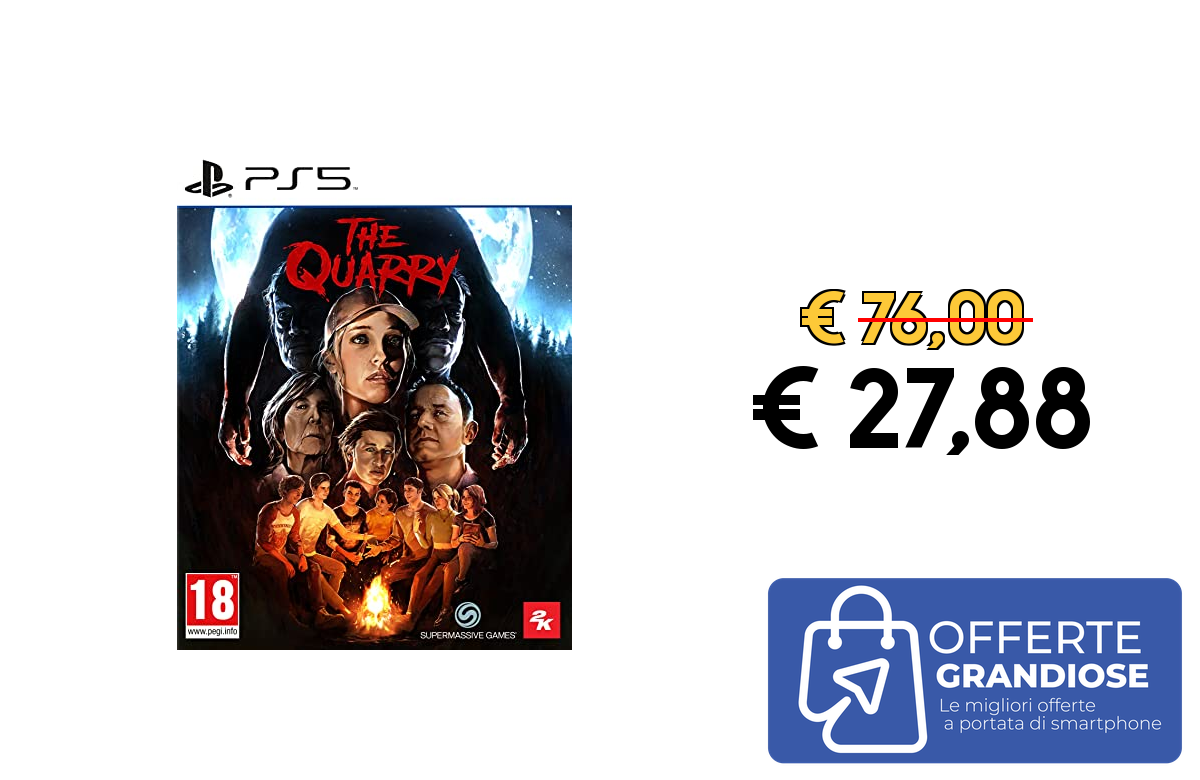 PS5
THE
QUARRY
€ 76,00
€ 27,88
18
www.pegi.info
SUPERMASSIVE GAMES
2K
OFFERTE
GRANDIOSE
Le migliori offerte
a portata di smartphone